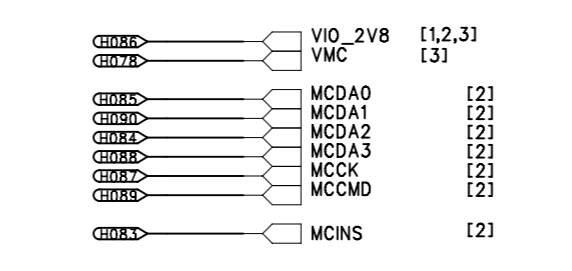 H086 VIO_2V8 [1,2,3]
H078 VMC [3]
H085 MCDA0 [2]
H090 MCDA1 [2]
H084 MCDA2 [2]
H088 MCDA3 [2]
H087 MCCK [2]
H089 MCCMD [2]
H083 MCINS [2]